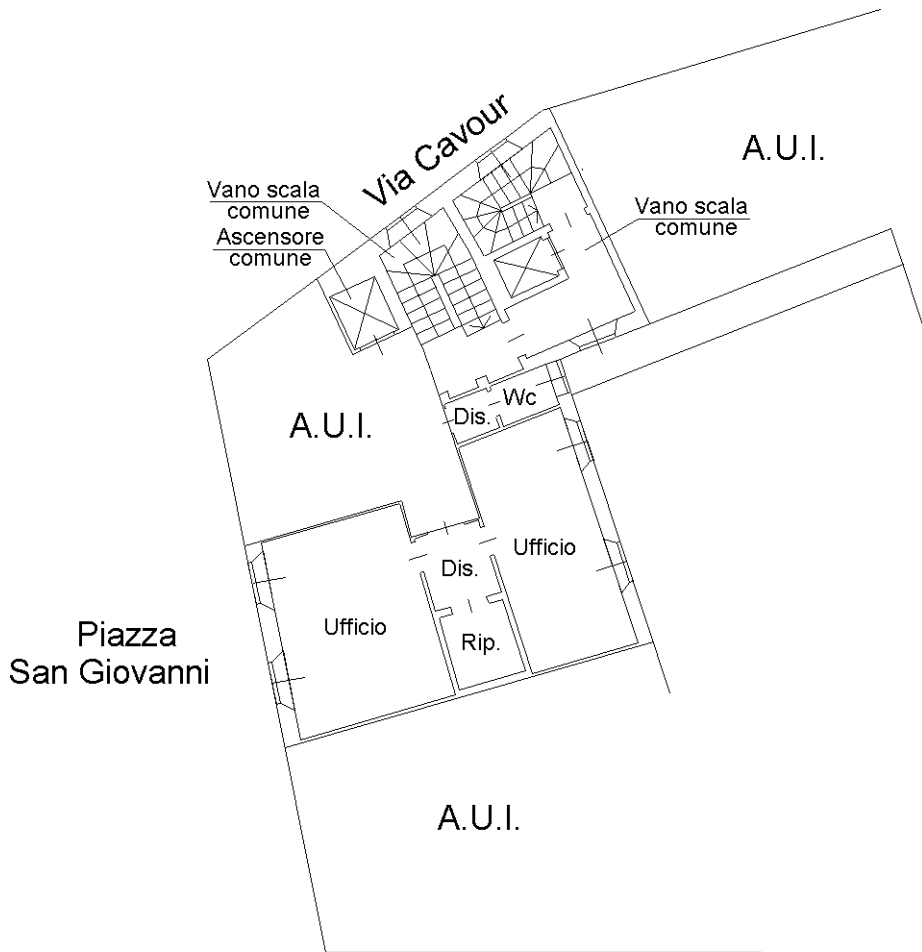 Via Cavour
A.U.I.
Vano scala
comune
Ascensore
comune
Vano scala
comune
A.U.I.
Dis.
Wc
Ufficio
Dis.
Ufficio
Rip.
Piazza
San Giovanni
A.U.I.